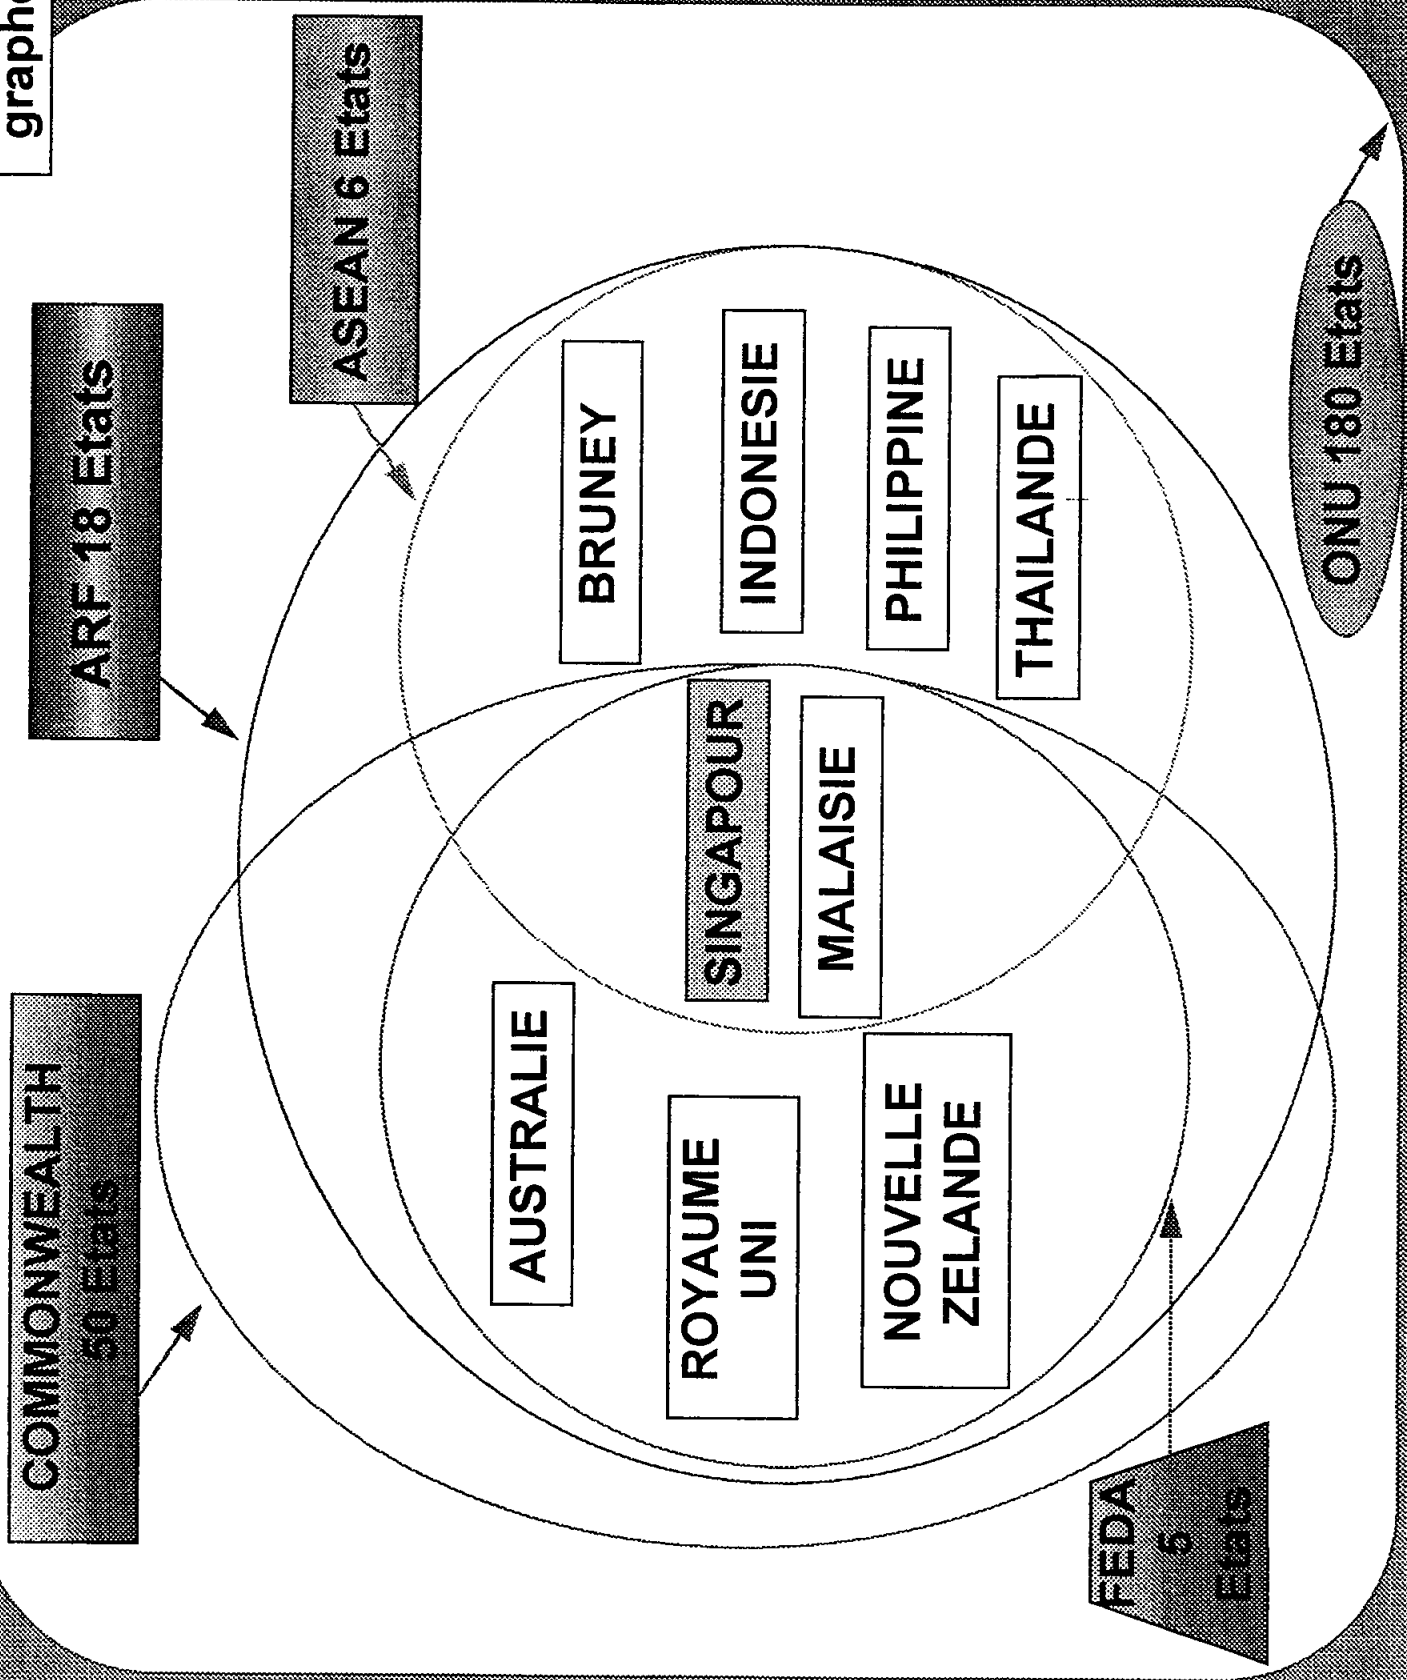 graphe
COMMONWEALTH
50 Etats
ARF 18 Etats
ASEAN 6 Etats
AUSTRALIE
BRUNEY
ROYAUME
UNI
SINGAPOUR
INDONESIE
MALAISIE
NOUVELLE
ZELANDE
PHILIPPINE
THAILANDE
FEDA
5
Etats
ONU 180 Etats